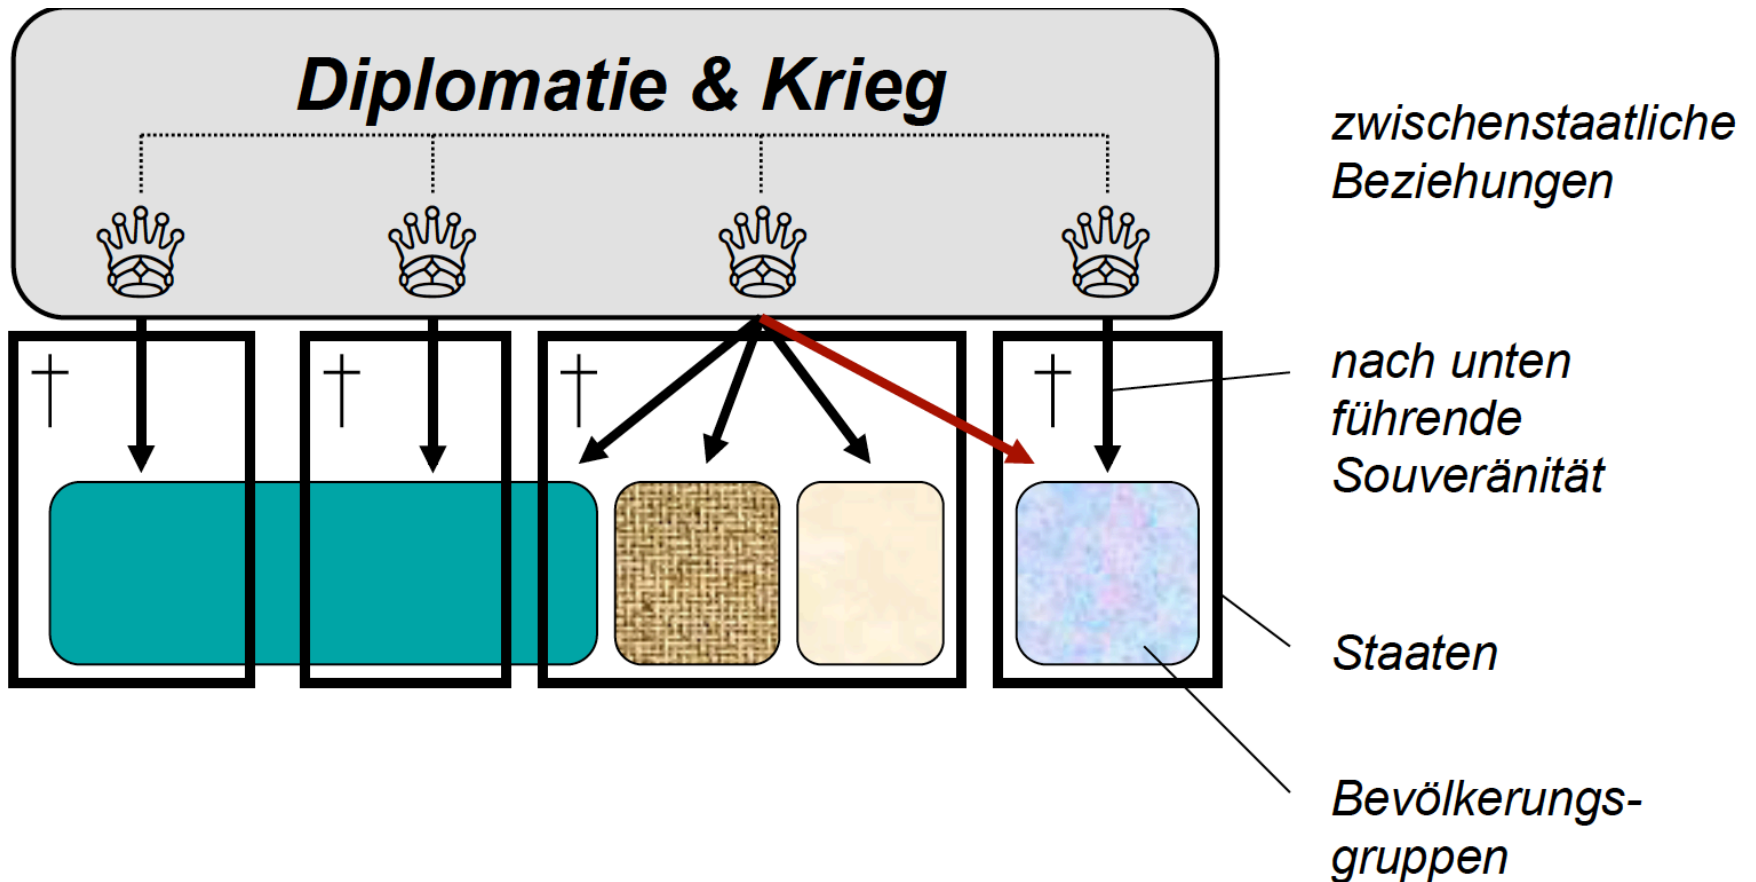 Diplomatie & Krieg
zwischenstaatliche
Beziehungen
nach unten
führende
Souveränität
Staaten
Bevölkerungs-
gruppen